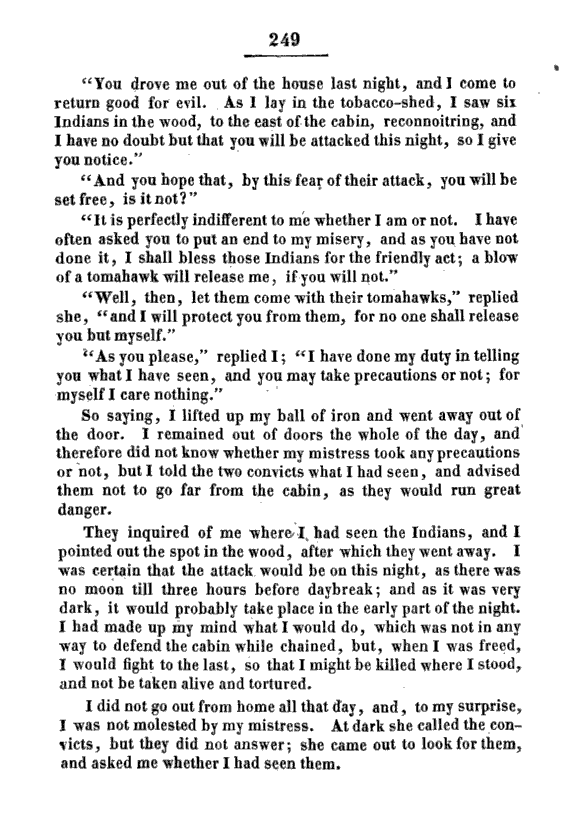 249
“You drove me out of the house last night, and I come to
return good for evil. As I lay in the tobacco-shed, I saw six
Indians in the wood, to the east of the cabin, reconnoitring, and
I have no doubt but that you will be attacked this night, so I give
you notice.”
“And you hope that, by this fear of their attack, you will be
set free, is it not?”
“It is perfectly indifferent to me whether I am or not. I have
often asked you to put an end to my misery, and as you have not
done it, I shall bless those Indians for the friendly act; a blow
of a tomahawk will release me, if you will not.”
“Well, then, let them come with their tomahawks,” replied
she, “and I will protect you from them, for no one shall release
you but myself.”
“As you please,” replied I; “I have done my duty in telling
you what I have seen, and you may take precautions or not; for
myself I care nothing.”
So saying, I lifted up my ball of iron and went away out of
the door. I remained out of doors the whole of the day, and
therefore did not know whether my mistress took any precautions
or not, but I told the two convicts what I had seen, and advised
them not to go far from the cabin, as they would run great
danger.
They inquired of me where I had seen the Indians, and I
pointed out the spot in the wood, after which they went away. I
was certain that the attack would be on this night, as there was
no moon till three hours before daybreak; and as it was very
dark, it would probably take place in the early part of the night.
I had made up my mind what I would do, which was not in any
way to defend the cabin while chained, but, when I was freed,
I would fight to the last, so that I might be killed where I stood,
and not be taken alive and tortured.
I did not go out from home all that day, and, to my surprise,
I was not molested by my mistress. At dark she called the con-
victs, but they did not answer; she came out to look for them,
and asked me whether I had seen them.